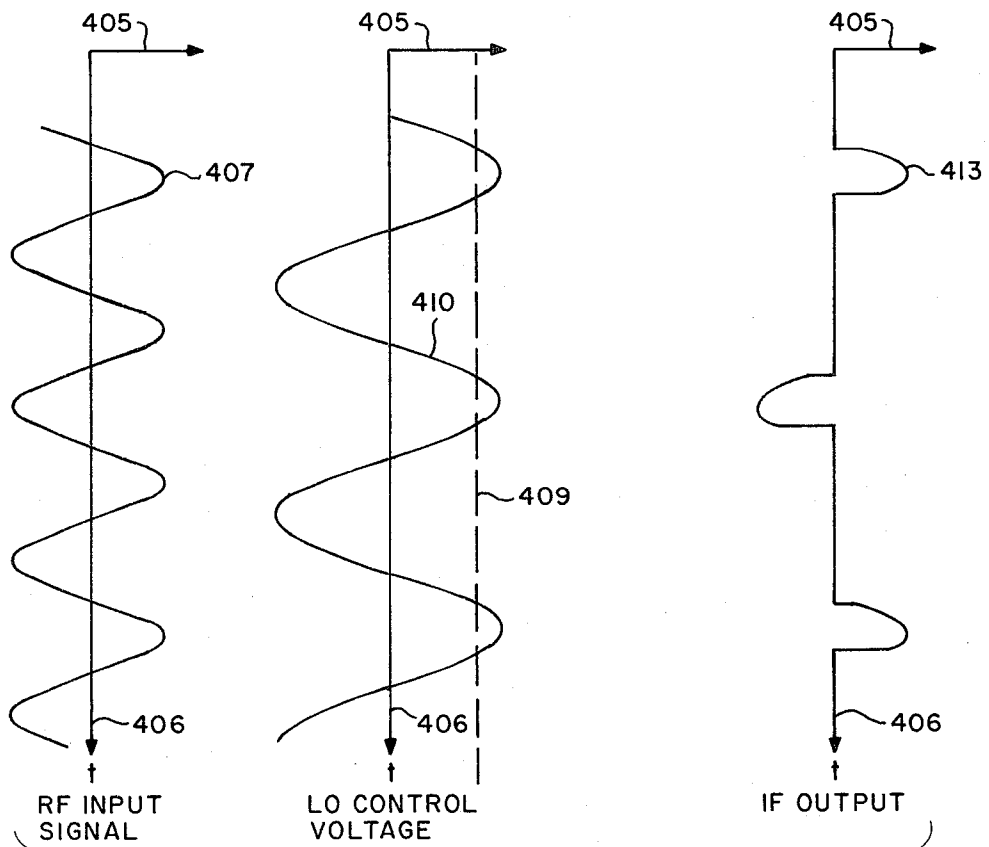 405
405
405
407
413
410
409
406
406
406
t
t
t
RF INPUT
SIGNAL
LO CONTROL
VOLTAGE
IF OUTPUT